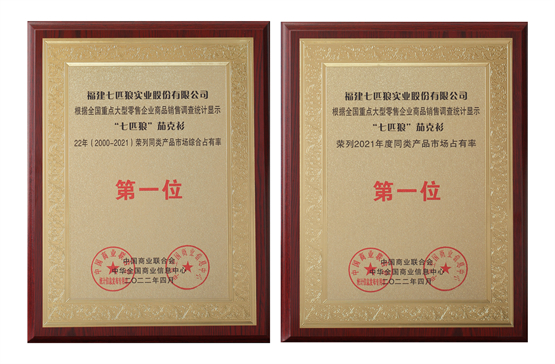 福建七匹狼实业股份有限公司
根据全国重点大型零售企业商品销售调查统计显示
“七匹狼”茄克衫
22年（2000-2021）荣列同类产品市场综合占有率
第一位
中国商业联合会
中华全国商业信息中心
二〇二二年四月
福建七匹狼实业股份有限公司
根据全国重点大型零售企业商品销售调查统计显示
“七匹狼”茄克衫
荣列2021年度同类产品市场占有率
第一位
中国商业联合会
中华全国商业信息中心
二〇二二年四月